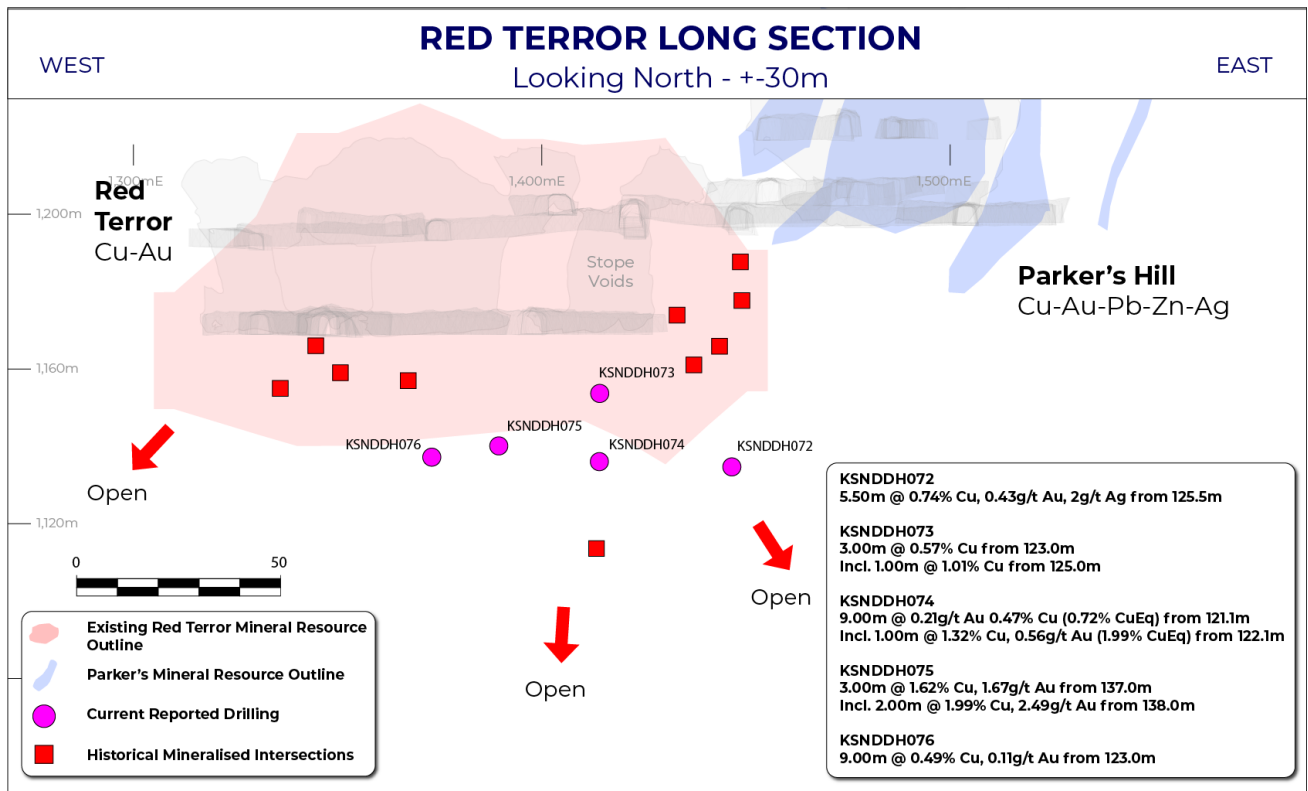 RED TERROR LONG SECTION
Looking North - +-30m
WEST
EAST
1,300mE
1,400mE
1,500mE
Red
Terror
Cu-Au
1,200m
Stope
Voids
Parker's Hill
Cu-Au-Pb-Zn-Ag
1,160m
KSNDDH073
KSNDDH075
KSNDDH076
KSNDDH074
KSNDDH072
Open
1,120m
Open
Open
0
50
Existing Red Terror Mineral Resource
Outline
Parker's Mineral Resource Outline
Current Reported Drilling
Historical Mineralised Intersections
KSNDDH072
5.50m @ 0.74% Cu, 0.43g/t Au, 2g/t Ag from 125.5m
KSNDDH073
3.00m @ 0.57% Cu from 123.0m
Incl. 1.00m @ 1.01% Cu from 125.0m
KSNDDH074
9.00m @ 0.21g/t Au 0.47% Cu (0.72% CuEq) from 121.1m
Incl. 1.00m @ 1.32% Cu, 0.56g/t Au (1.99% CuEq) from 122.1m
KSNDDH075
3.00m @ 1.62% Cu, 1.67g/t Au from 137.0m
Incl. 2.00m @ 1.99% Cu, 2.49g/t Au from 138.0m
KSNDDH076
9.00m @ 0.49% Cu, 0.11g/t Au from 123.0m